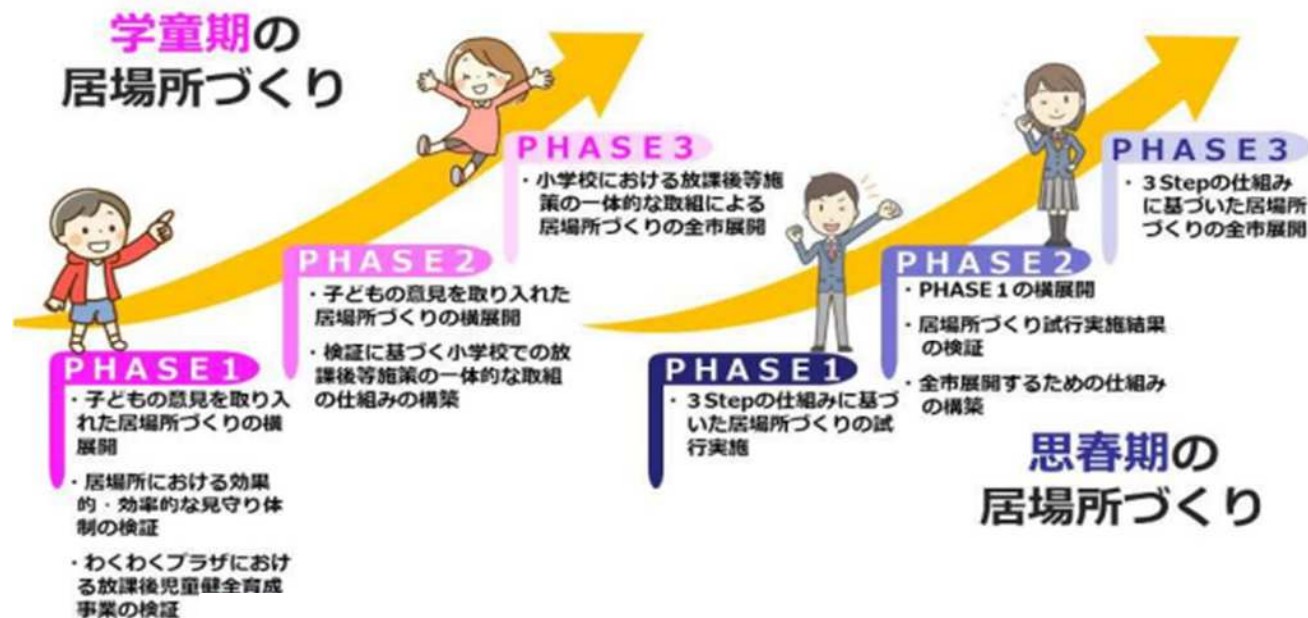 学童期の
居場所づくり
PHASE1
・子どもの意見を取り入
れた居場所づくりの横
展開
・居場所における効果
的・効率的な見守り体
制の検証
・わくわくプラザにおけ
る放課後児童健全育成
事業の検証
PHASE2
・子どもの意見を取り入れた
居場所づくりの横展開
・検証に基づく小学校での放
課後等施策の一体的な取組
の仕組みの構築
PHASE3
・小学校における放課後等施
策の一体的な取組による
居場所づくりの全市展開
思春期の
居場所づくり
PHASE1
・3Stepの仕組みに基づ
いた居場所づくりの試
行実施
PHASE2
・PHASE1の横展開
・居場所づくり試行実施結果
の検証
・全市展開するための仕組み
の構築
PHASE3
・3Stepの仕組み
に基づいた居場所
づくりの全市展開